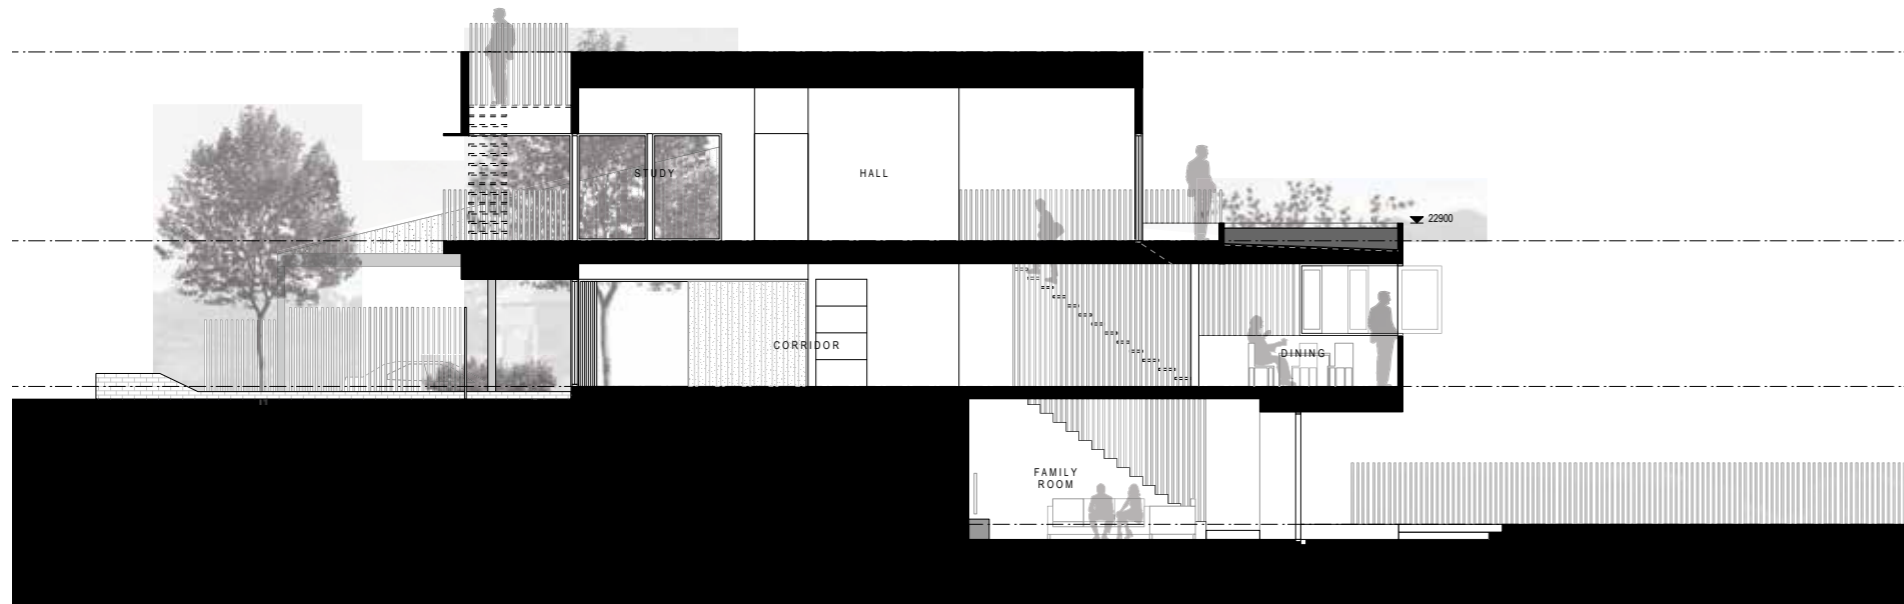 STUDY
HALL
22900
CORRIDOR
DINING
FAMILY
ROOM